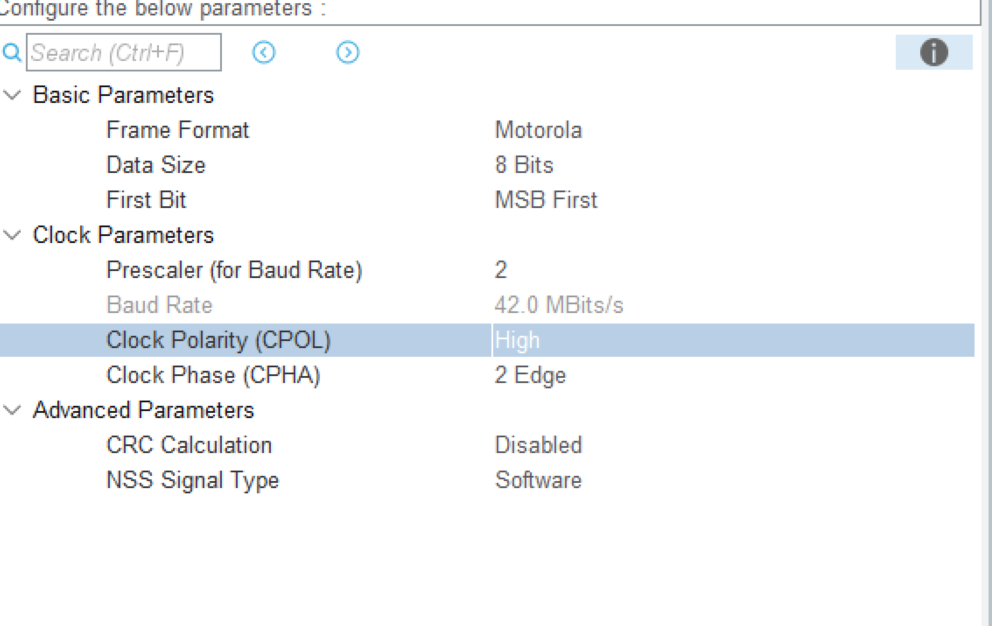 Configure the below parameters :
Search (Ctrl+F)
Basic Parameters
Frame Format Motorola
Data Size 8 Bits
First Bit MSB First
Clock Parameters
Prescaler (for Baud Rate) 2
Baud Rate 42.0 MBits/s
Clock Polarity (CPOL) High
Clock Phase (CPHA) 2 Edge
Advanced Parameters
CRC Calculation Disabled
NSS Signal Type Software